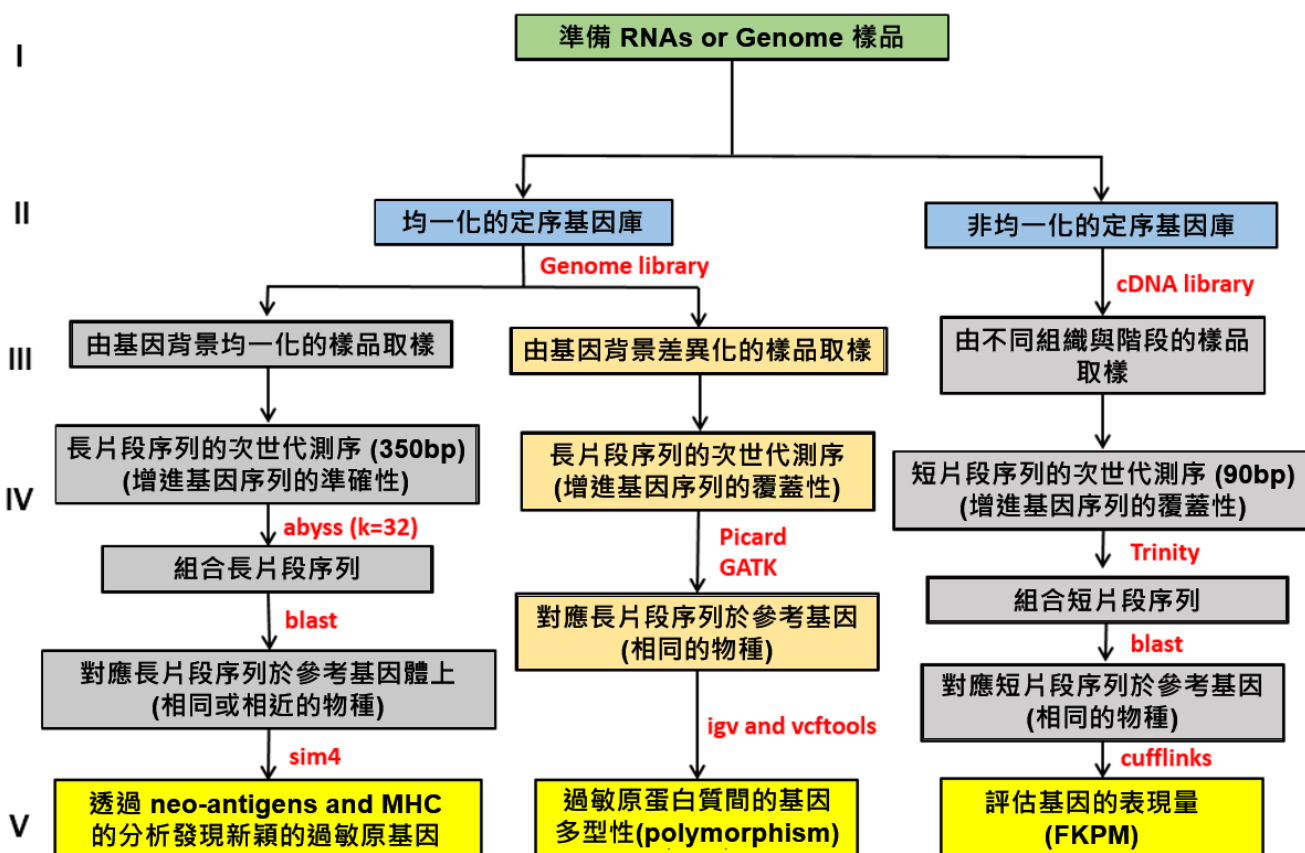 I
準備 RNAs or Genome 樣品
II
均一化的定序基因庫
非均一化的定序基因庫
Genome library
cDNA library
III
由基因背景均一化的樣品取樣
由基因背景差異化的樣品取樣
由不同組織與階段的樣品
取樣
IV
長片段序列的次世代測序 (350bp)
(增進基因序列的準確性)
長片段序列的次世代測序
(增進基因序列的覆蓋性)
短片段序列的次世代測序 (90bp)
(增進基因序列的覆蓋性)
abyss (k=32)
Picard
GATK
Trinity
組合長片段序列
組合短片段序列
blast
對應長片段序列於參考基因
(相同的物種)
blast
對應長片段序列於參考基因體上
(相同或相近的物種)
對應短片段序列於參考基因
(相同的物種)
sim4
igv and vcftools
cufflinks
V
透過 neo-antigens and MHC
的分析發現新穎的過敏原基因
過敏原蛋白質間的基因
多型性(polymorphism)
評估基因的表現量
(FKPM)